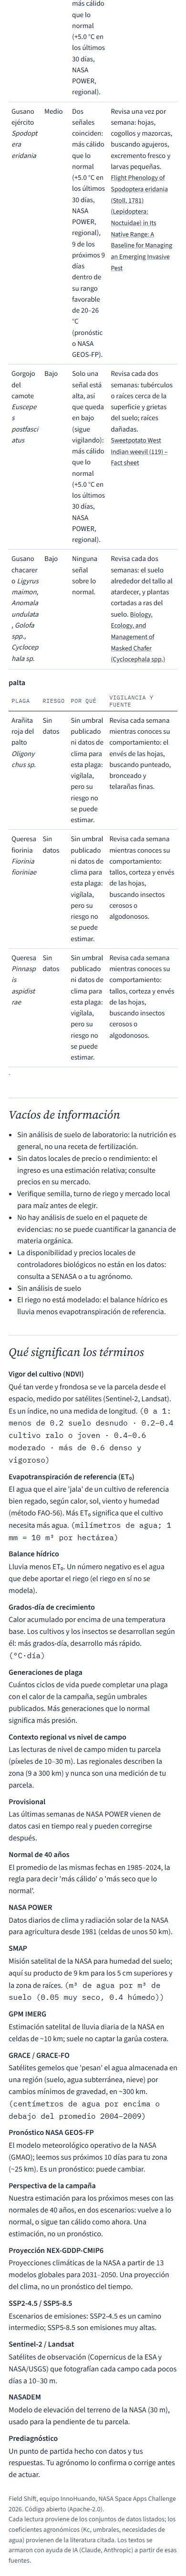 más cálido
que lo
normal
(+5.0 °C en
los últimos
30 días,
NASA
POWER,
regional).
Gusano ejército Spodoptera eridania
Medio
Dos señales coinciden: más cálido que lo normal (+5.0 °C en los últimos 30 días, NASA POWER, regional), 9 de los próximos 9 días dentro de su rango favorable de 20–26 °C (pronóstico NASA GEOS-FP).
Revisa una vez por semana: hojas, cogollos y mazorcas, buscando agujeros, excremento fresco y larvas pequeñas. Flight Phenology of Spodoptera eridania (Stoll, 1781) (Lepidoptera: Noctuidae) in Its Native Range: A Baseline for Managing an Emerging Invasive Pest
Gorgojo del camote Euscepes postfasciatus
Bajo
Solo una señal está alta, así que queda en bajo (sigue vigilando): más cálido que lo normal (+5.0 °C en los últimos 30 días, NASA POWER, regional).
Revisa cada dos semanas: tubérculos o raíces cerca de la superficie y grietas del suelo; raíces dañadas. Sweetpotato West Indian weevil (119) – Fact sheet
Gusano chacarero Ligyrus maimon, Anomala undulata, Golofa spp., Cyclocephala sp.
Bajo
Ninguna señal sobre lo normal.
Revisa cada dos semanas: el suelo alrededor del tallo al atardecer, y plantas cortadas a ras del suelo. Biology, Ecology, and Management of Masked Chafer (Cyclocephala spp.)
palta
PLAGA RIESGO POR QUÉ VIGILANCIA Y FUENTE
Arañita roja del palto Oligonychus sp.
Sin datos
Sin umbral publicado ni datos de clima para esta plaga: vigílala, pero su riesgo no se puede estimar.
Revisa cada semana mientras conoces su comportamiento: el envés de las hojas, buscando punteado, bronceado y telarañas finas.
Queresa fiorinia Fiorinia fioriniae
Sin datos
Sin umbral publicado ni datos de clima para esta plaga: vigílala, pero su riesgo no se puede estimar.
Revisa cada semana mientras conoces su comportamiento: tallos, corteza y envés de las hojas, buscando insectos cerosos o algodonosos.
Queresa Pinnaspis aspidistrae
Sin datos
Sin umbral publicado ni datos de clima para esta plaga: vigílala, pero su riesgo no se puede estimar.
Revisa cada semana mientras conoces su comportamiento: tallos, corteza y envés de las hojas, buscando insectos cerosos o algodonosos.
.
Vacíos de información
• Sin análisis de suelo de laboratorio: la nutrición es general, no una receta de fertilización.
• Sin datos locales de precio o rendimiento: el ingreso es una estimación relativa; consulte precios en su mercado.
• Verifique semilla, turno de riego y mercado local para maíz antes de elegir.
• No hay análisis de suelo en el paquete de evidencias: no se puede cuantificar la ganancia de materia orgánica.
• La disponibilidad y precios locales de controladores biológicos no están en los datos: consulta a SENASA o a tu agrónomo.
• Sin análisis de suelo
• El riego no está modelado: el balance hídrico es lluvia menos evapotranspiración de referencia.
Qué significan los términos
Vigor del cultivo (NDVI)
Qué tan verde y frondosa se ve la parcela desde el espacio, medido por satélites (Sentinel-2, Landsat). Es un índice, no una medida de longitud. (0 a 1: menos de 0.2 suelo desnudo · 0.2–0.4 cultivo ralo o joven · 0.4–0.6 moderado · más de 0.6 denso y vigoroso)
Evapotranspiración de referencia (ET₀)
El agua que el aire 'jala' de un cultivo de referencia bien regado, según calor, sol, viento y humedad (método FAO-56). Más ET₀ significa que el cultivo necesita más agua. (milímetros de agua; 1 mm = 10 m³ por hectárea)
Balance hídrico
Lluvia menos ET₀. Un número negativo es el agua que debe aportar el riego (el riego en sí no se modela).
Grados-día de crecimiento
Calor acumulado por encima de una temperatura base. Los cultivos y los insectos se desarrollan según él: más grados-día, desarrollo más rápido. (°C·día)
Generaciones de plaga
Cuántos ciclos de vida puede completar una plaga con el calor de la campaña, según umbrales publicados. Más generaciones que lo normal significa más presión.
Contexto regional vs nivel de campo
Las lecturas de nivel de campo miden tu parcela (píxeles de 10–30 m). Las regionales describen la zona (9 a 300 km) y nunca son una medición de tu parcela.
Provisional
Las últimas semanas de NASA POWER vienen de datos casi en tiempo real y pueden corregirse después.
Normal de 40 años
El promedio de las mismas fechas en 1985–2024, la regla para decir 'más cálido' o 'más seco que lo normal'.
NASA POWER
Datos diarios de clima y radiación solar de la NASA para agricultura desde 1981 (celdas de unos 50 km).
SMAP
Misión satelital de la NASA para humedad del suelo; aquí su producto de 9 km para los 5 cm superiores y la zona de raíces. (m³ de agua por m³ de suelo (0.05 muy seco, 0.4 húmedo))
GPM IMERG
Estimación satelital de lluvia diaria de la NASA en celdas de ~10 km; suele no captar la garúa costera.
GRACE / GRACE-FO
Satélites gemelos que 'pesan' el agua almacenada en una región (suelo, agua subterránea, nieve) por cambios mínimos de gravedad, en ~300 km. (centímetros de agua por encima o debajo del promedio 2004–2009)
Pronóstico NASA GEOS-FP
El modelo meteorológico operativo de la NASA (GMAO); leemos sus próximos 10 días para tu zona (~25 km). Es un pronóstico: puede cambiar.
Perspectiva de la campaña
Nuestra estimación para los próximos meses con las normales de 40 años, en dos escenarios: vuelve a lo normal, o sigue tan cálido como ahora. Una estimación, no un pronóstico.
Proyección NEX-GDDP-CMIP6
Proyecciones climáticas de la NASA a partir de 13 modelos globales para 2031–2050. Una proyección del clima, no un pronóstico del tiempo.
SSP2-4.5 / SSP5-8.5
Escenarios de emisiones: SSP2-4.5 es un camino intermedio; SSP5-8.5 son emisiones muy altas.
Sentinel-2 / Landsat
Satélites de observación (Copernicus de la ESA y NASA/USGS) que fotografían cada campo cada pocos días a 10–30 m.
NASADEM
Modelo de elevación del terreno de la NASA (30 m), usado para la pendiente de tu parcela.
Prediagnóstico
Un punto de partida hecho con datos y tus respuestas. Tu agrónomo lo confirma o corrige antes de actuar.
Field Shift, equipo InnoHuando, NASA Space Apps Challenge 2026. Código abierto (Apache-2.0).
Cada lectura proviene de los conjuntos de datos listados; los coeficientes agronómicos (Kc, umbrales, necesidades de agua) provienen de la literatura citada. Los textos se armaron con ayuda de IA (Claude, Anthropic) a partir de esas fuentes.